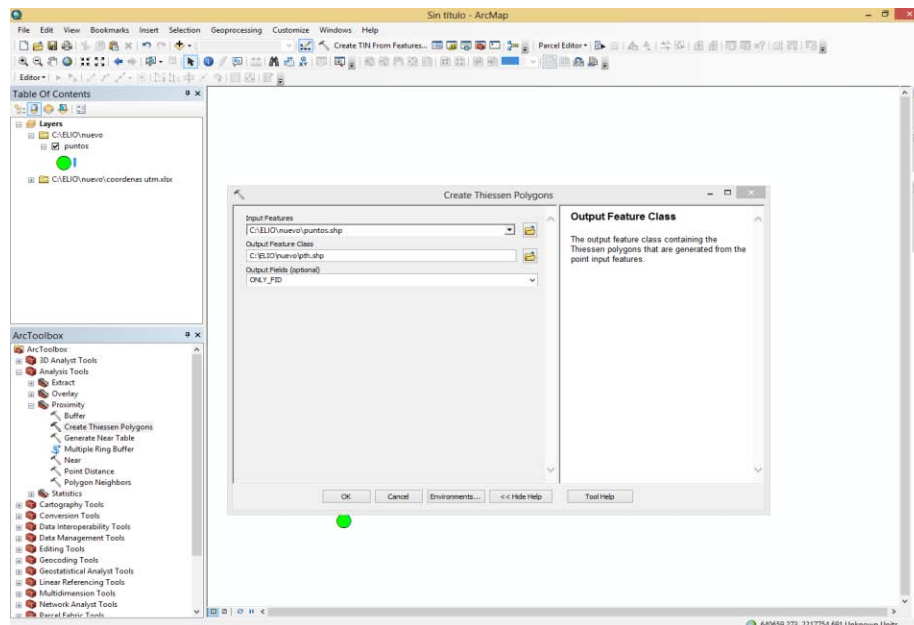 Sin título - ArcMap
File Edit View Bookmarks Insert Selection Geoprocessing Customize Windows Help
Create TIN From Features...
Parcel Editor
Editor
Table Of Contents
Layers
C:\ELIO\nuevo
puntos
C:\ELIO\nuevo\coordenas utm.xlsx
Create Thiessen Polygons
Input Features
C:\ELIO\nuevo\puntos.shp
Output Feature Class
C:\ELIO\nuevo\pth.shp
Output Fields (optional)
ONLY_FID
Output Feature Class
The output feature class containing the
Thiessen polygons that are generated from the
point input features.
OK Cancel Environments... << Hide Help Tool Help
ArcToolbox
ArcToolbox
3D Analyst Tools
Analysis Tools
Extract
Overlay
Proximity
Buffer
Create Thiessen Polygons
Generate Near Table
Multiple Ring Buffer
Near
Point Distance
Polygon Neighbors
Statistics
Cartography Tools
Conversion Tools
Data Interoperability Tools
Data Management Tools
Editing Tools
Geocoding Tools
Geostatistical Analyst Tools
Linear Referencing Tools
Multidimension Tools
Network Analyst Tools
Parcel Fabric Tools
640659.273 2217754.691 Unknown Units